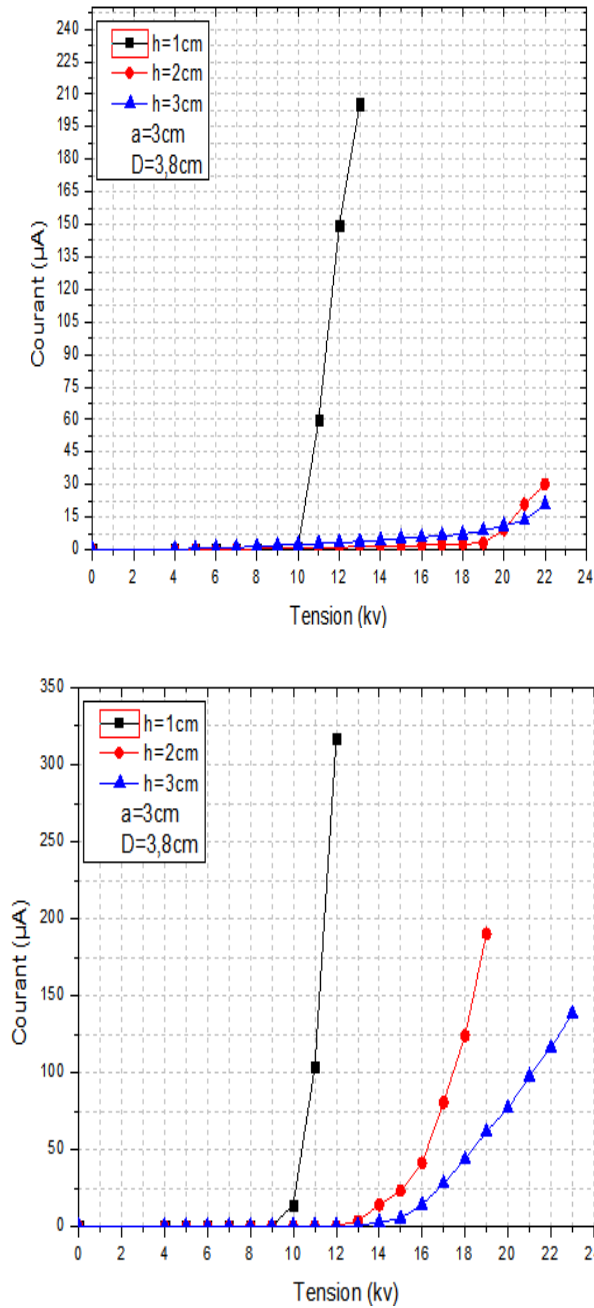 240
225
210
195
180
165
150
135
120
105
90
75
60
45
30
15
0
Courant (µA)
h=1cm
h=2cm
h=3cm
a=3cm
D=3,8cm
0 2 4 6 8 10 12 14 16 18 20 22 24
Tension (kv)
350
300
250
200
150
100
50
0
Courant (µA)
h=1cm
h=2cm
h=3cm
a=3cm
D=3,8cm
0 2 4 6 8 10 12 14 16 18 20 22 24
Tension (kv)